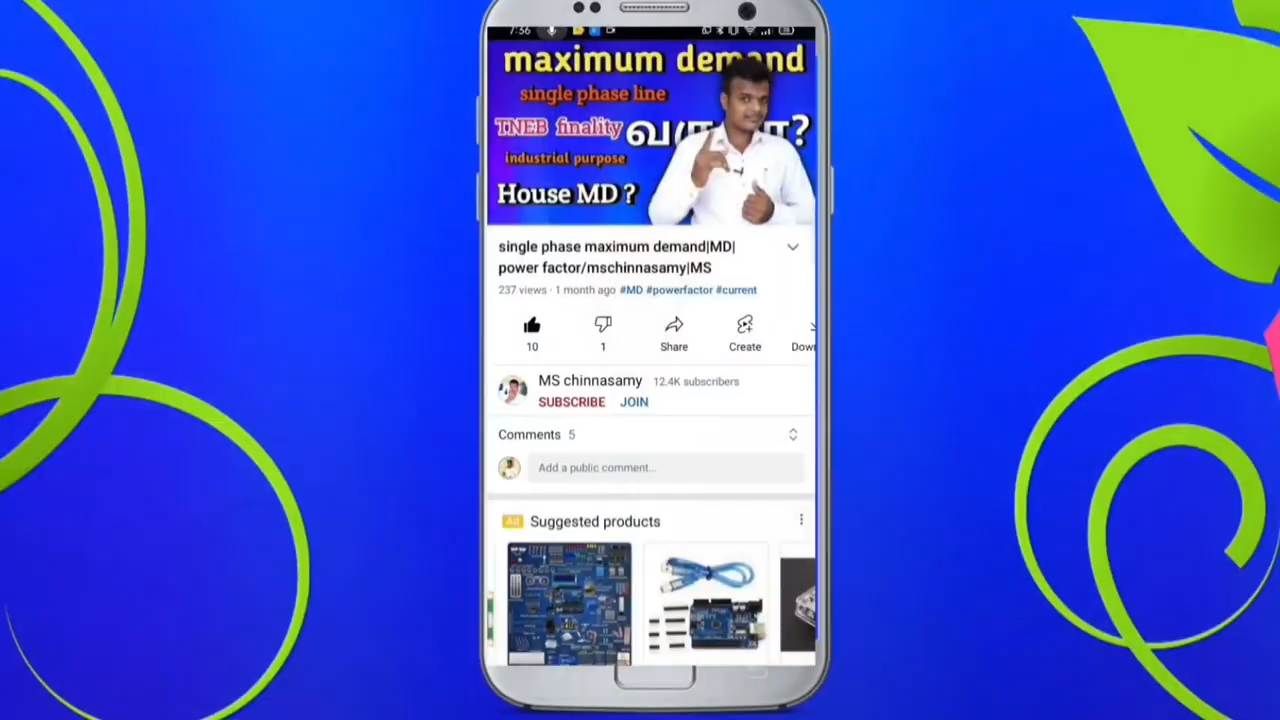 7:56
maximum demand
single phase line
TNEB finality
industrial purpose
House MD ?
single phase maximum demand|MD|
power factor/mschinnasamy|MS
237 views · 1 month ago #MD #powerfactor #current
10
1
Share
Create
MS chinnasamy 12.4K subscribers
SUBSCRIBE JOIN
Comments 5
Add a public comment...
Ad Suggested products